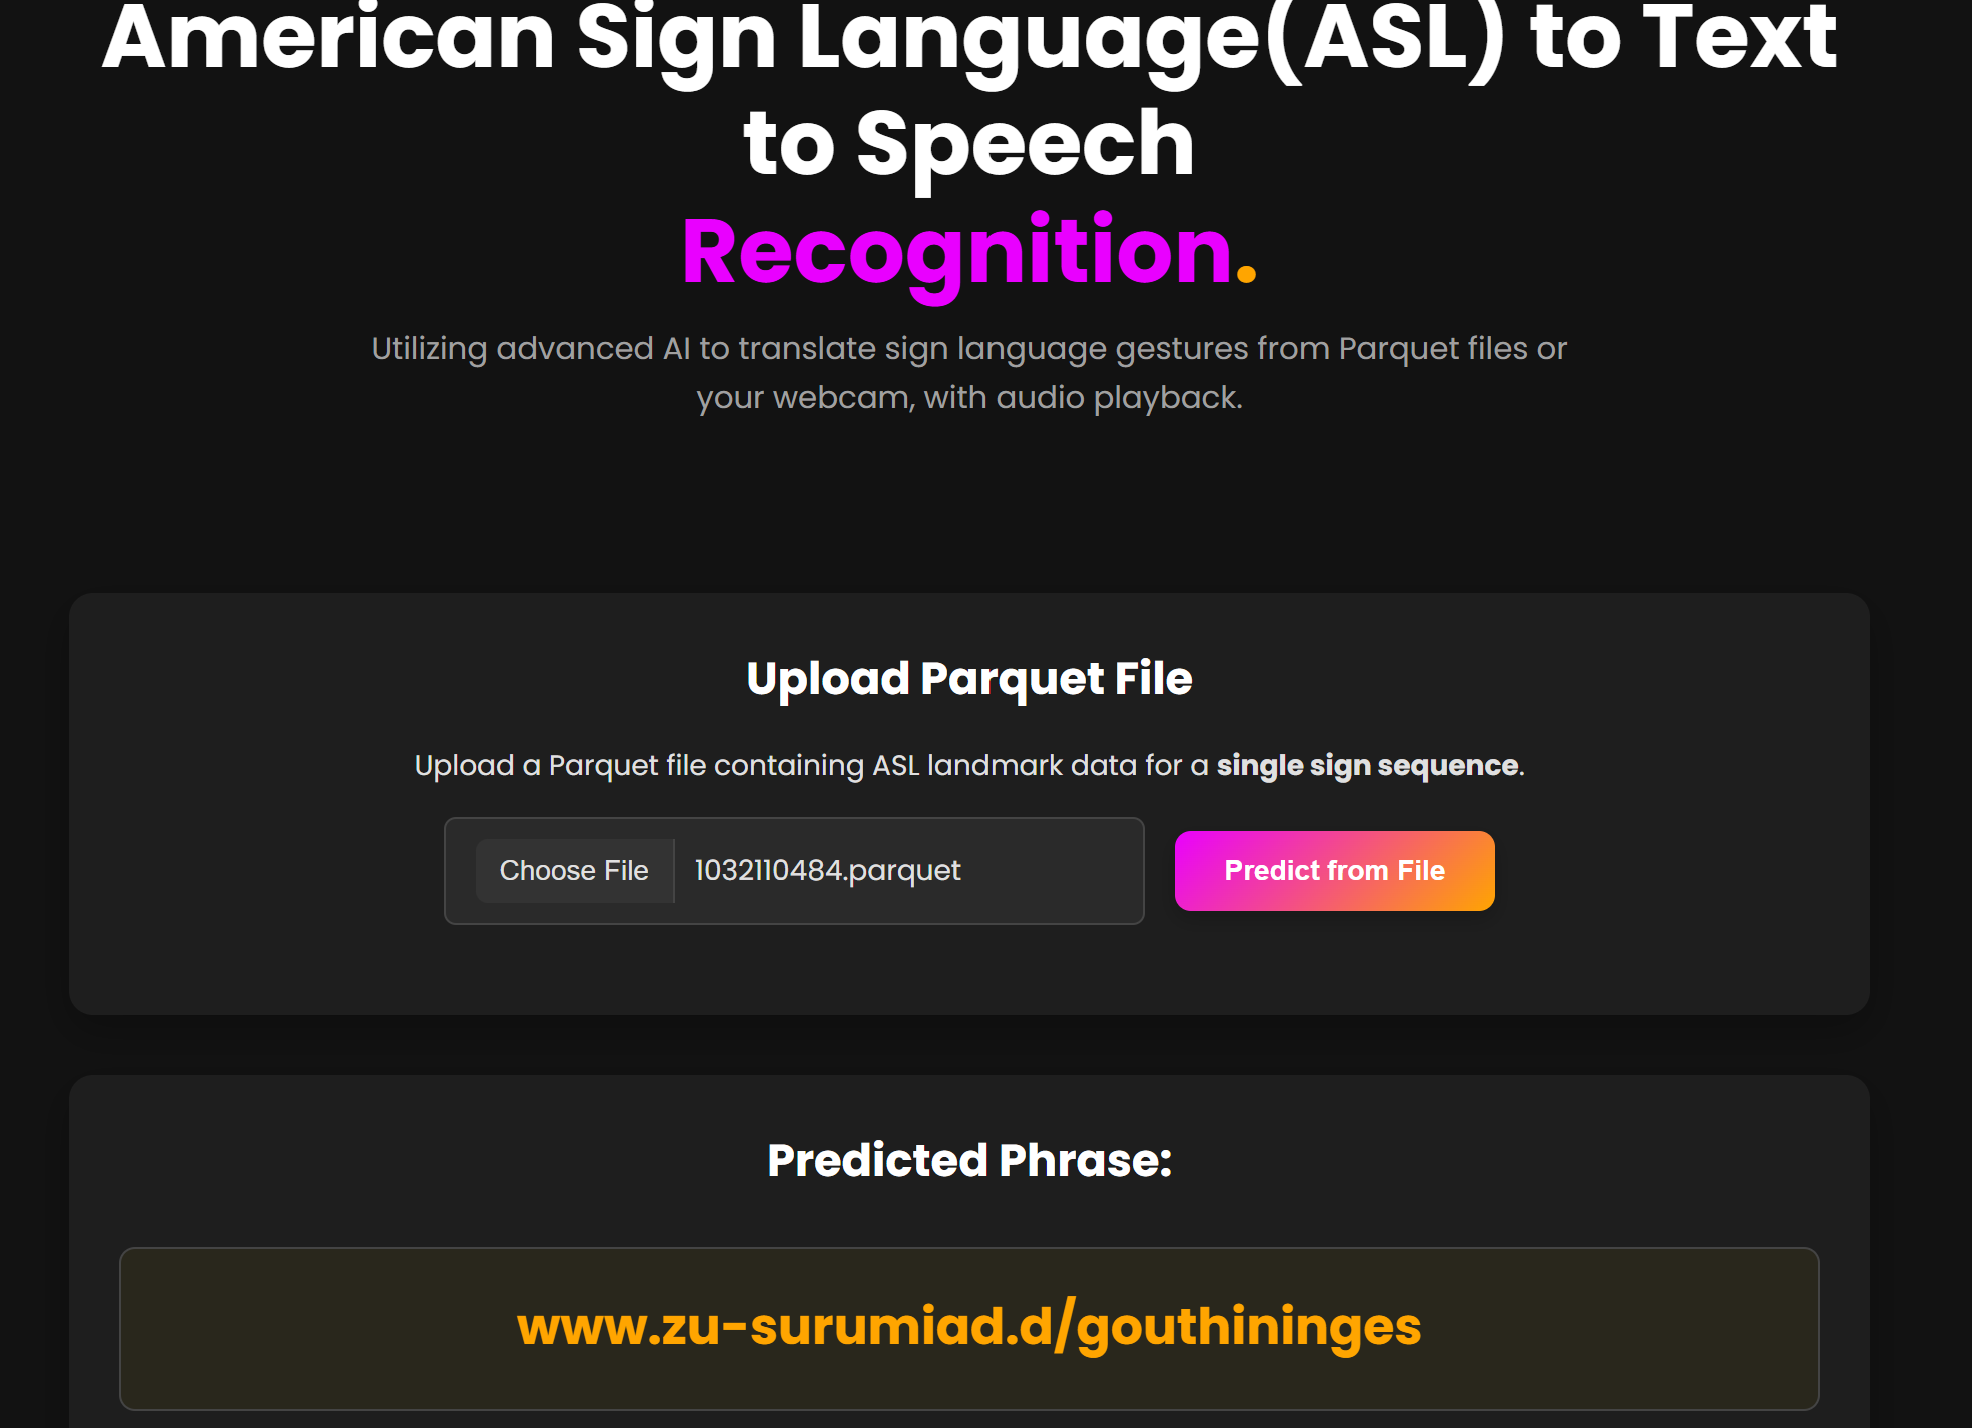 American Sign Language(ASL) to Text
to Speech
Recognition.
Utilizing advanced AI to translate sign language gestures from Parquet files or
your webcam, with audio playback.
Upload Parquet File
Upload a Parquet file containing ASL landmark data for a single sign sequence.
Choose File 1032110484.parquet Predict from File
Predicted Phrase:
www.zu-surumiad.d/gouthininges